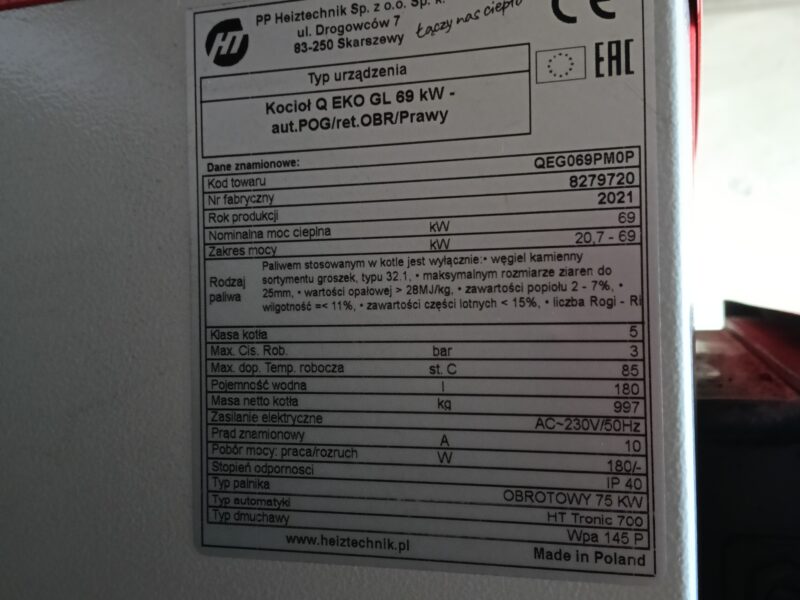 HT
PP Heiztechnik Sp. z o.o. Sp. k.
ul. Drogowców 7
83-250 Skarszewy
Łączy nas ciepło
CE
EAC
Typ urządzenia
Kocioł Q EKO GL 69 kW -
aut.POG/ret.OBR/Prawy
Dane znamionowe:
Kod towaru QEG069PM0P
Nr fabryczny 8279720
Rok produkcji 2021
Nominalna moc cieplna kW 69
Zakres mocy kW 20,7 - 69
Rodzaj paliwa
Paliwem stosowanym w kotle jest wyłącznie:• węgiel kamienny
sortymentu groszek, typu 32.1, • maksymalnym rozmiarze ziaren do
25mm, • wartości opałowej > 28MJ/kg, • zawartości popiołu 2 - 7%, •
wilgotność =< 11%, • zawartości części lotnych < 15%, • liczba Rogi - Ri
Klasa kotła 5
Max. Cis. Rob. bar 3
Max. dop. Temp. robocza st. C 85
Pojemność wodna l 180
Masa netto kotła kg 997
Zasilanie elektryczne AC~230V/50Hz
Prąd znamionowy A 10
Pobór mocy: praca/rozruch W 180/-
Stopień odporności IP 40
Typ palnika OBROTOWY 75 KW
Typ automatyki HT Tronic 700
Typ dmuchawy Wpa 145 P
www.heiztechnik.pl
Made in Poland